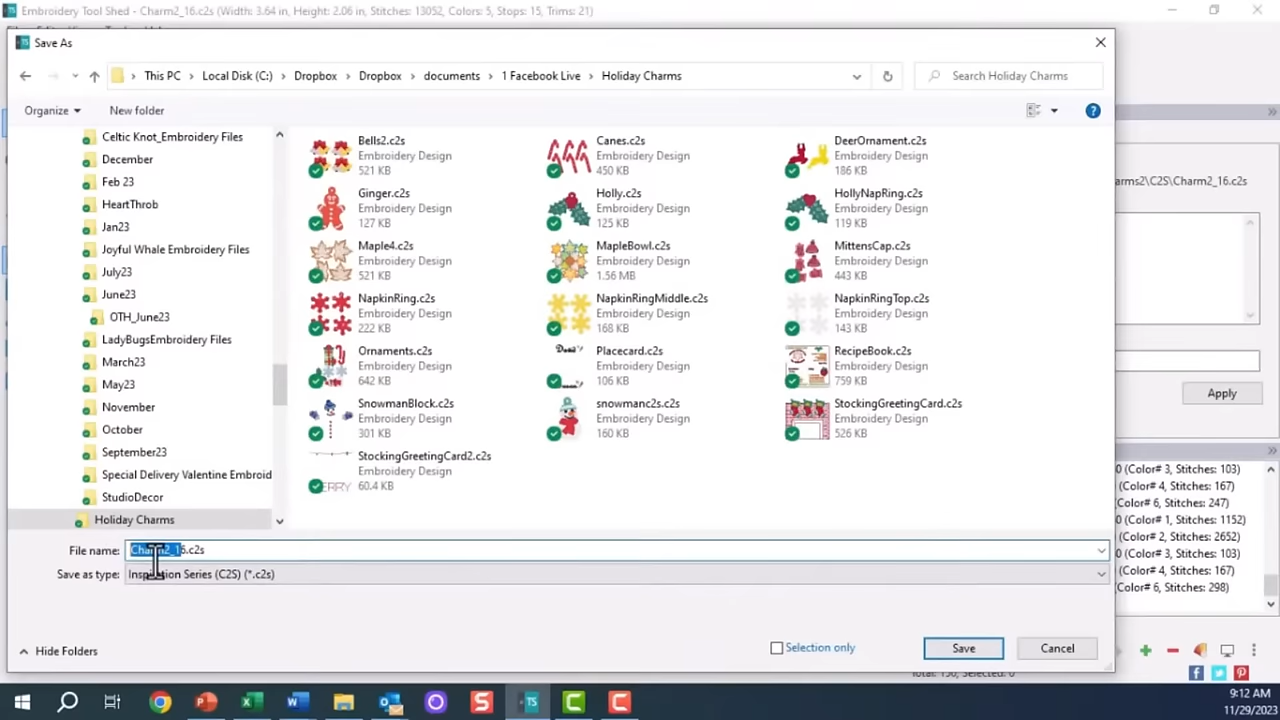 Embroidery Tool Shed - Charm2_16.c2s (Width: 3.64 in, Height: 2.06 in, Stitches: 13052, Colors: 5, Stops: 15, Trims: 21)
Save As
This PC > Local Disk (C:) > Dropbox > Dropbox > documents > 1 Facebook Live > Holiday Charms
Search Holiday Charms
Organize
New folder
Celtic Knot_Embroidery Files
December
Feb 23
HeartThrob
Jan23
Joyful Whale Embroidery Files
July23
June23
OTH_June23
LadyBugsEmbroidery Files
March23
May23
November
October
September23
Special Delivery Valentine Embroid
StudioDecor
Holiday Charms
Bells2.c2s
Embroidery Design
521 KB
Canes.c2s
Embroidery Design
450 KB
DeerOrnament.c2s
Embroidery Design
186 KB
Ginger.c2s
Embroidery Design
127 KB
Holly.c2s
Embroidery Design
125 KB
HollyNapRing.c2s
Embroidery Design
119 KB
Maple4.c2s
Embroidery Design
521 KB
MapleBowl.c2s
Embroidery Design
1.56 MB
MittensCap.c2s
Embroidery Design
443 KB
NapkinRing.c2s
Embroidery Design
222 KB
NapkinRingMiddle.c2s
Embroidery Design
168 KB
NapkinRingTop.c2s
Embroidery Design
143 KB
Ornaments.c2s
Embroidery Design
642 KB
Placecard.c2s
Embroidery Design
106 KB
RecipeBook.c2s
Embroidery Design
759 KB
SnowmanBlock.c2s
Embroidery Design
301 KB
snowmanc2s.c2s
Embroidery Design
160 KB
StockingGreetingCard.c2s
Embroidery Design
526 KB
StockingGreetingCard2.c2s
Embroidery Design
60.4 KB
ERRY
File name:
Charm2_16.c2s
Save as type:
Inspiration Series (C2S) (*.c2s)
Hide Folders
Selection only
Save
Cancel
arms2\C2S\Charm2_16.c2s
Apply
0 (Color# 3, Stitches: 103)
0 (Color# 4, Stitches: 167)
0 (Color# 6, Stitches: 247)
0 (Color# 1, Stitches: 1152)
0 (Color# 2, Stitches: 2652)
0 (Color# 3, Stitches: 103)
0 (Color# 4, Stitches: 167)
0 (Color# 6, Stitches: 298)
Total: 150, Selected: 0
9:12 AM
11/29/2023